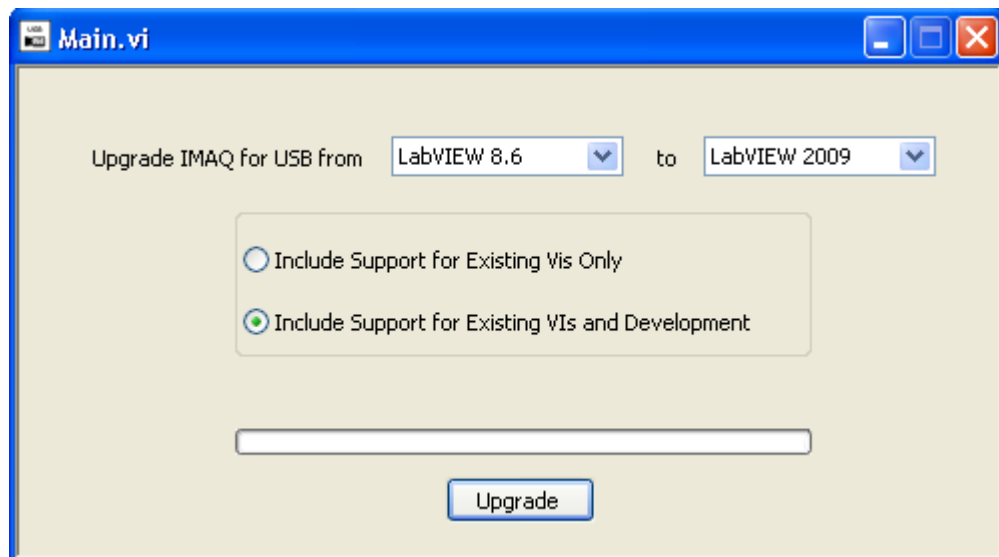 Main.vi
Upgrade IMAQ for USB from LabVIEW 8.6 to LabVIEW 2009
Include Support for Existing Vis Only
Include Support for Existing VIs and Development
Upgrade